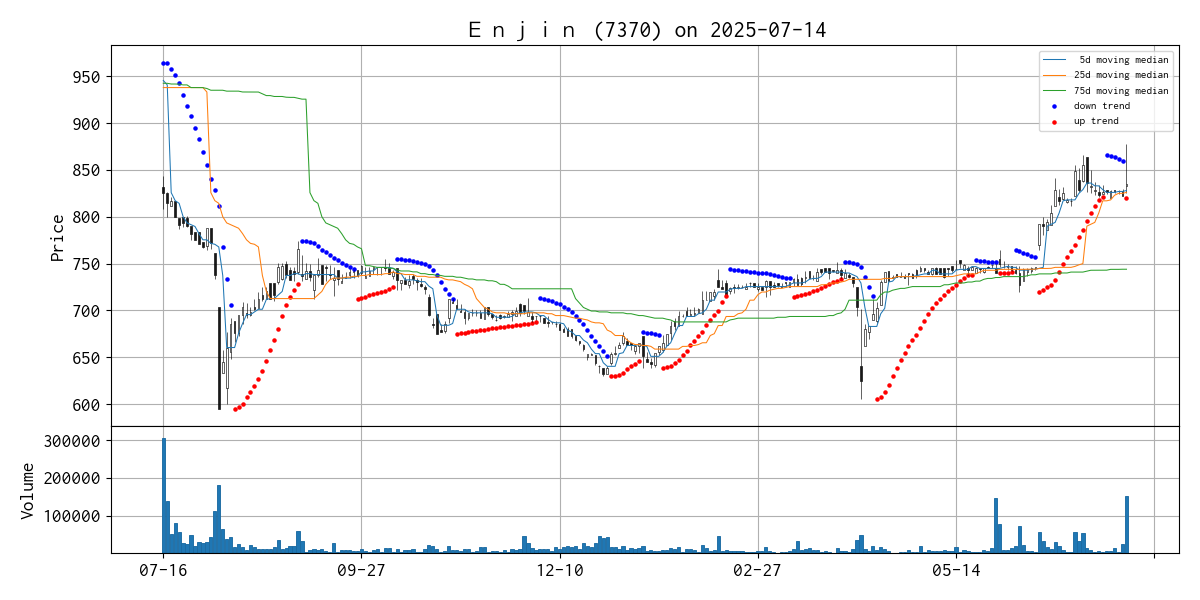 Ｅｎｊｉｎ (7370) on 2025-07-14
5d moving median
25d moving median
75d moving median
down trend
up trend
Price
950
900
850
800
750
700
650
600
Volume
300000
200000
100000
07-16
09-27
12-10
02-27
05-14